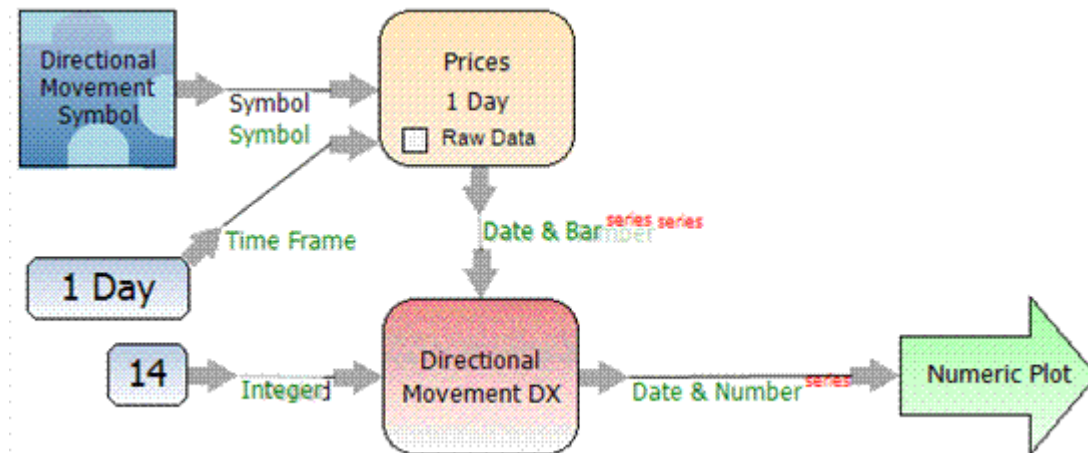 Directional
Movement
Symbol
Symbol
Symbol
Prices
1 Day
Raw Data
Time Frame
Date & Bar series series
1 Day
14
Integer
Directional
Movement DX
Date & Number series
Numeric Plot